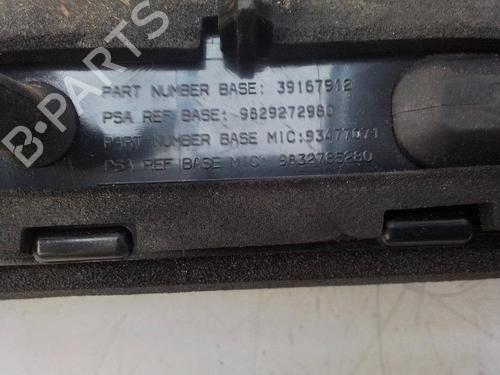 PART NUMBER BASE: 39167912
PSA REF BASE: 9829272980
PART NUMBER BASE MIC:93477071
PSA REF BASE MIC: 9832785280
B-PARTS